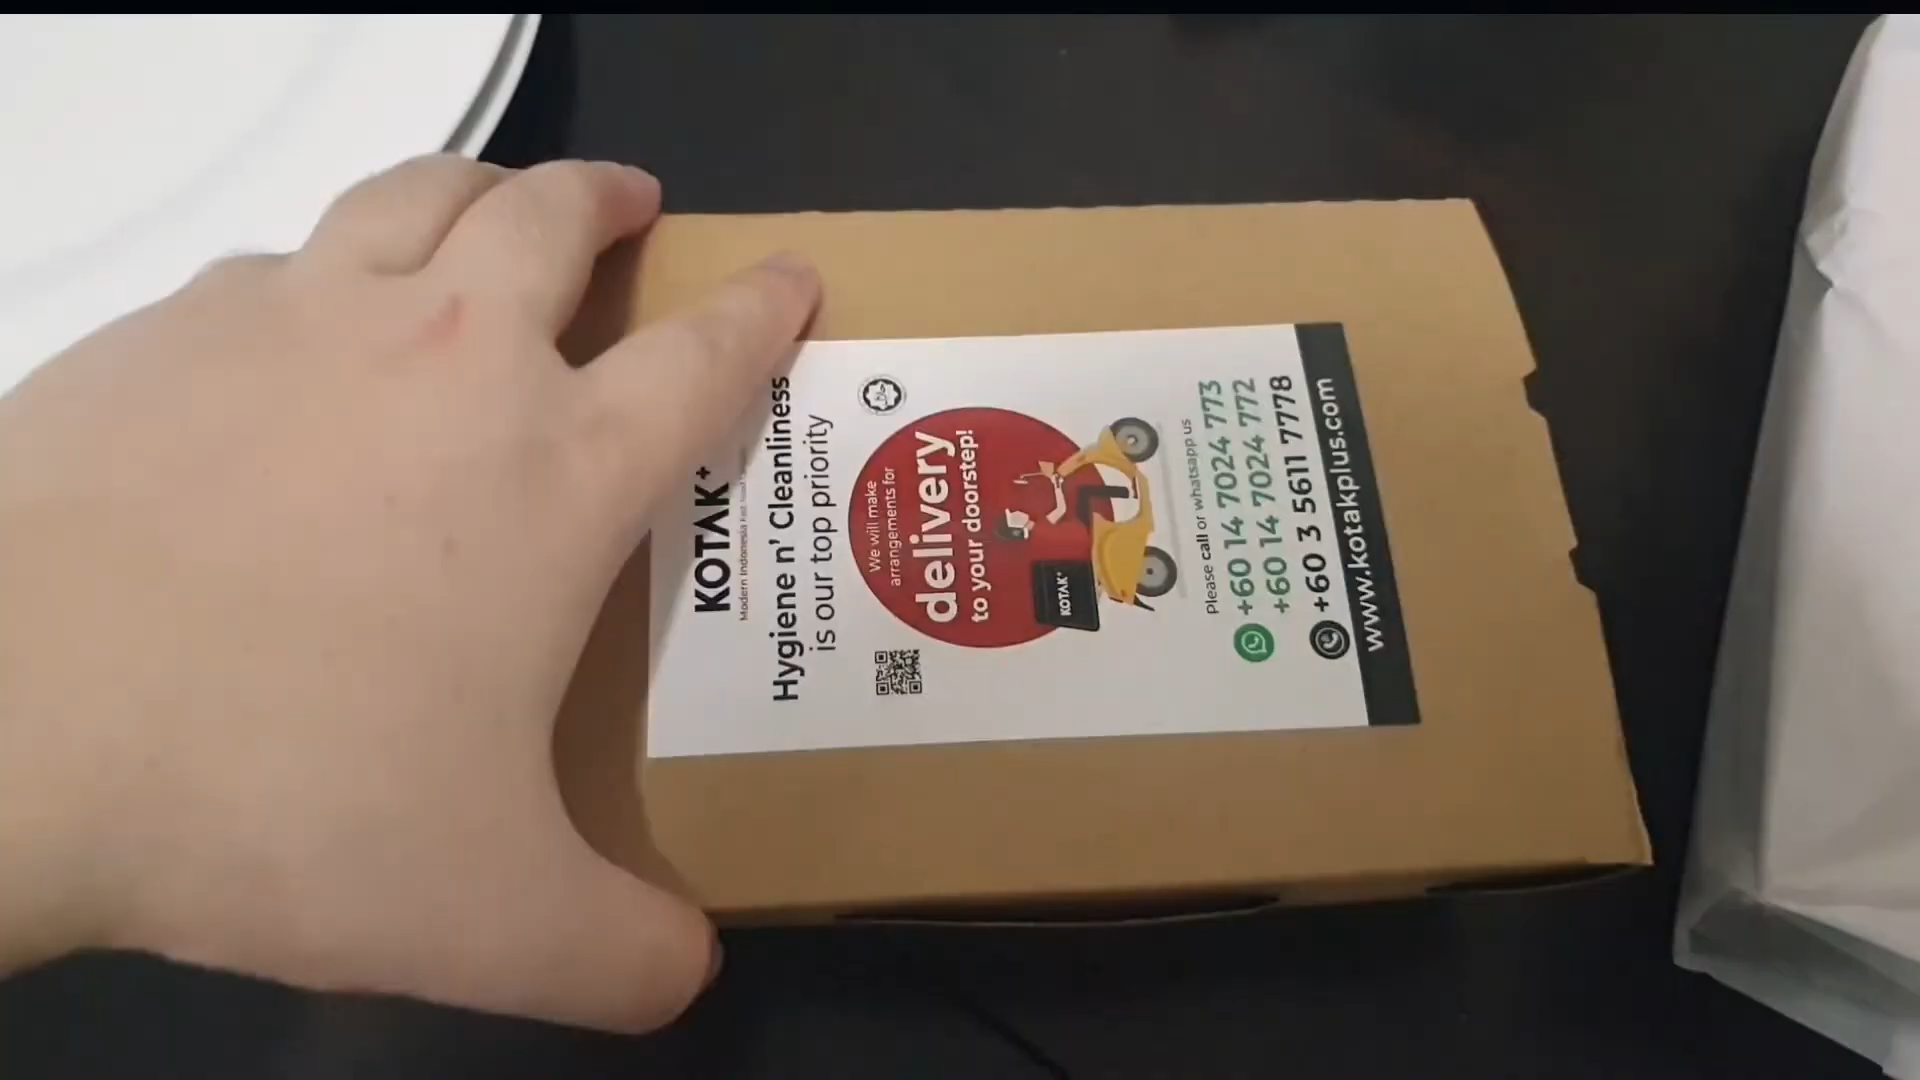 KOTAK+
Modern Indonesia
Hygiene n' Cleanliness
is our top priority
We will make
arrangements for
delivery
to your doorstep!
KOTAK+
Please call or whatsapp us
+60 14 7024 773
+60 14 7024 772
+60 3 5611 7778
www.kotakplus.com